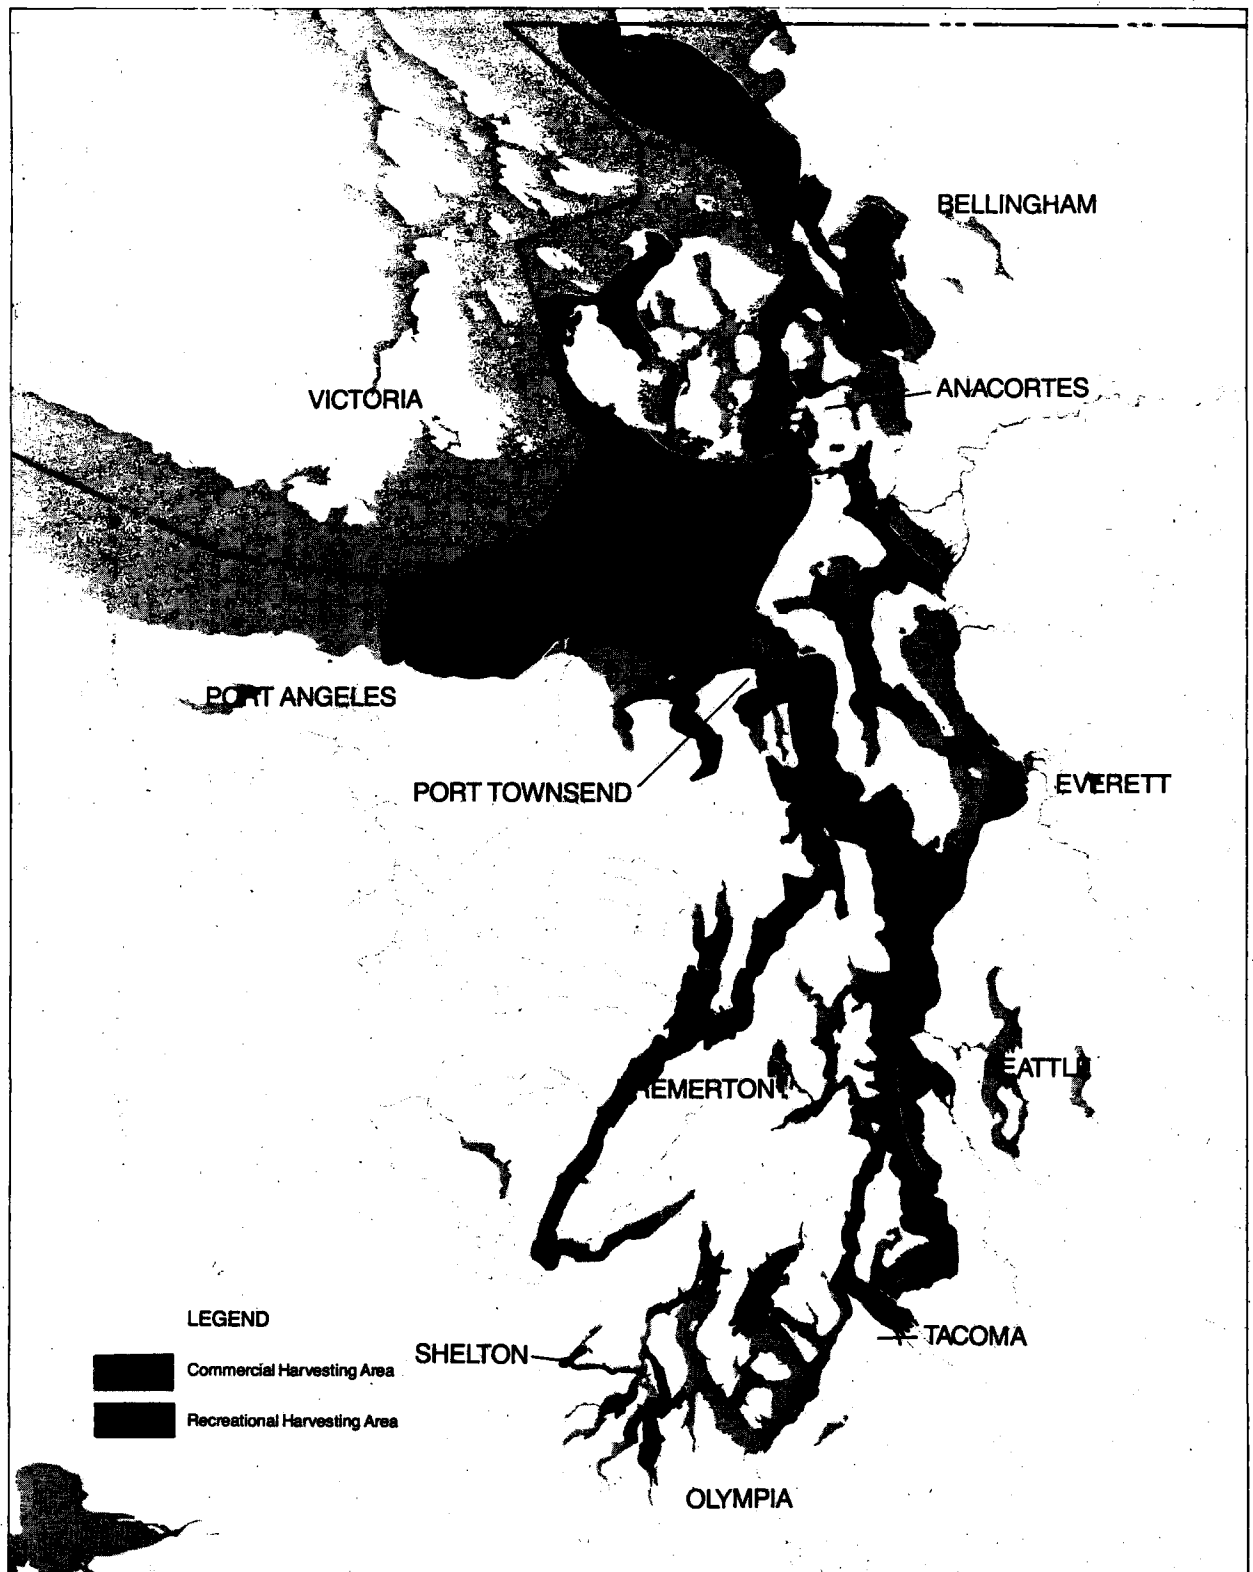 BELLINGHAM
ANACORTES
VICTORIA
PORT ANGELES
PORT TOWNSEND
EVERETT
EATTLE
REMERTON
LEGEND
Commercial Harvesting Area
Recreational Harvesting Area
SHELTON
TACOMA
OLYMPIA